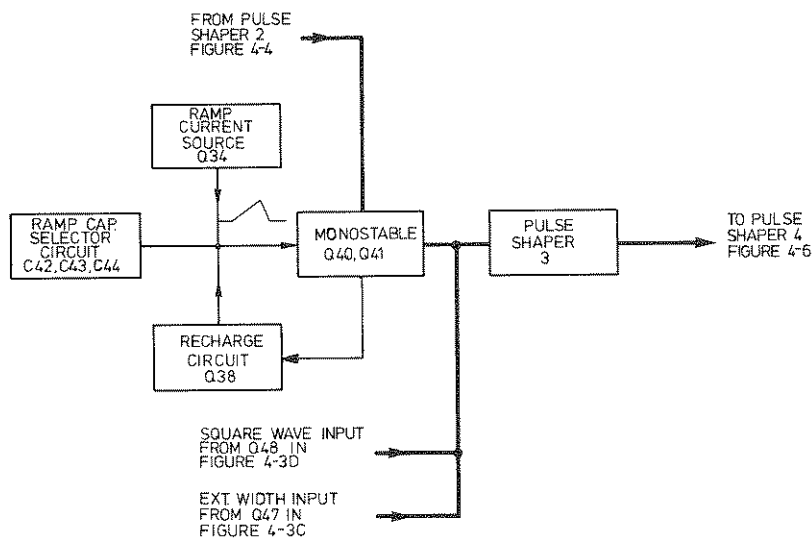 FROM PULSE
SHAPER 2
FIGURE 4-4
RAMP
CURRENT
SOURCE
Q34
RAMP CAP.
SELECTOR
CIRCUIT
C42,C43,C44
MONOSTABLE
Q40,Q41
PULSE
SHAPER
3
TO PULSE
SHAPER 4
FIGURE 4-6
RECHARGE
CIRCUIT
Q38
SQUARE WAVE INPUT
FROM Q48 IN
FIGURE 4-3D
EXT. WIDTH INPUT
FROM Q47 IN
FIGURE 4-3C